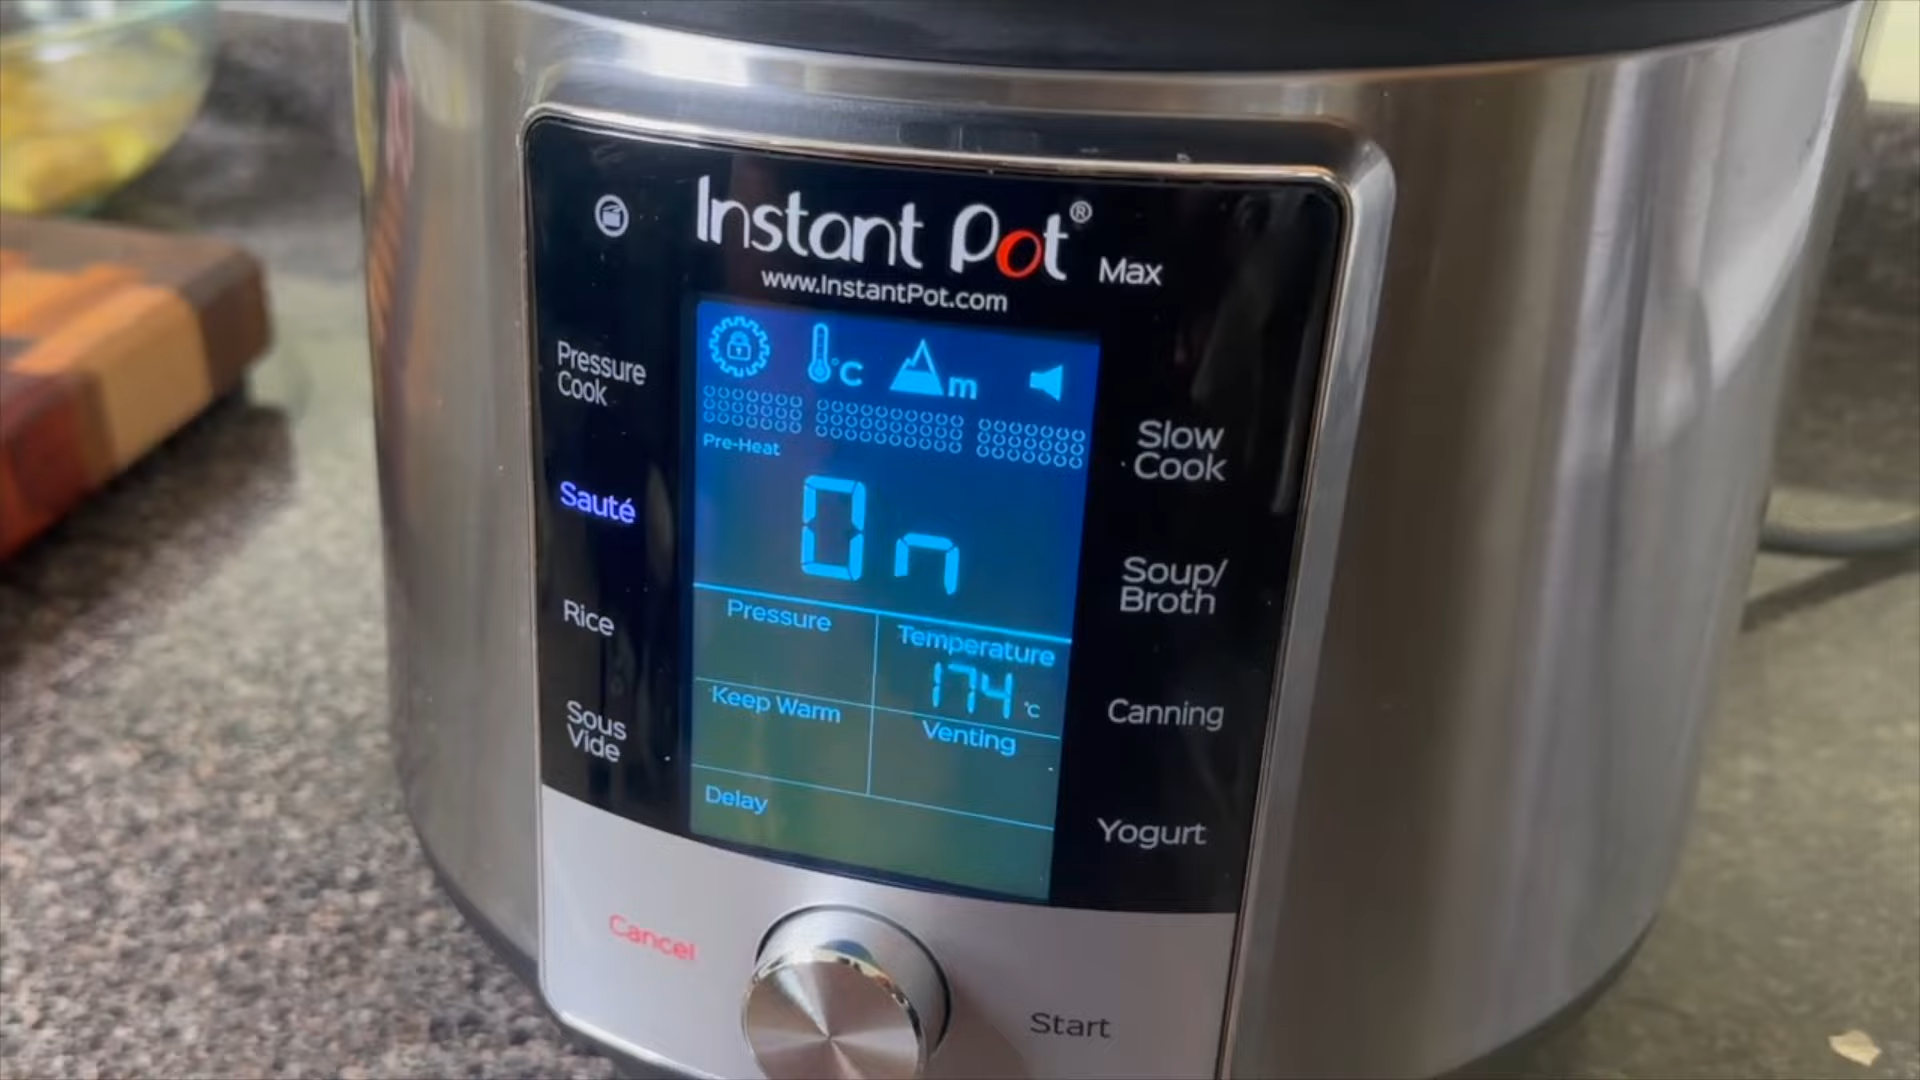 Instant Pot® Max
www.InstantPot.com
Pressure
Cook
Sauté
Rice
Sous
Vide
°C
m
Pre-Heat
On
Pressure
Temperature
174 °C
Keep Warm
Venting
Delay
Slow
Cook
Soup/
Broth
Canning
Yogurt
Cancel
Start